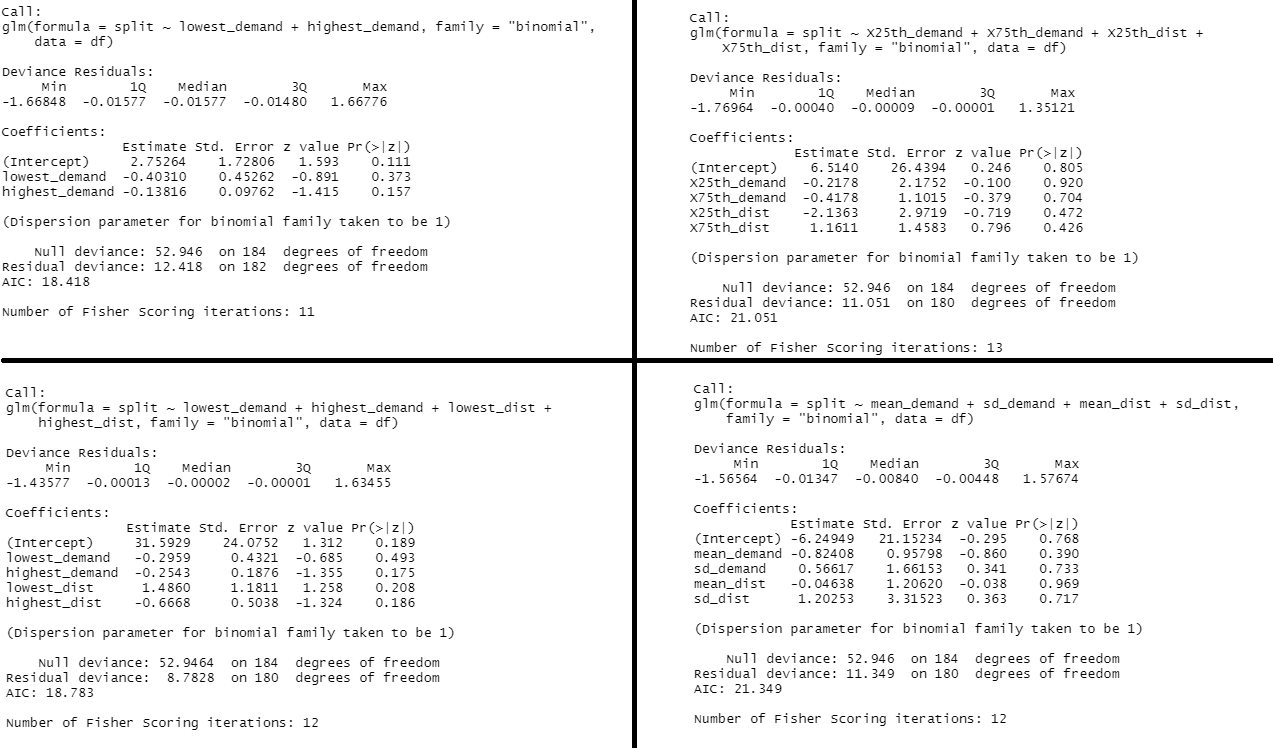 Call:
glm(formula = split ~ lowest_demand + highest_demand, family = "binomial",
    data = df)
Deviance Residuals:
     Min        1Q    Median        3Q       Max
-1.66848  -0.01577  -0.01577  -0.01480   1.66776
Coefficients:
               Estimate Std. Error z value Pr(>|z|)
(Intercept)     2.75264    1.72806   1.593    0.111
lowest_demand  -0.40310    0.45262  -0.891    0.373
highest_demand -0.13816    0.09762  -1.415    0.157
(Dispersion parameter for binomial family taken to be 1)
    Null deviance: 52.946  on 184  degrees of freedom
Residual deviance: 12.418  on 182  degrees of freedom
AIC: 18.418
Number of Fisher Scoring iterations: 11
Call:
glm(formula = split ~ X25th_demand + X75th_demand + X25th_dist +
    X75th_dist, family = "binomial", data = df)
Deviance Residuals:
     Min        1Q    Median        3Q       Max
-1.76964  -0.00040  -0.00009  -0.00001   1.35121
Coefficients:
             Estimate Std. Error z value Pr(>|z|)
(Intercept)    6.5140    26.4394   0.246    0.805
X25th_demand  -0.2178     2.1752  -0.100    0.920
X75th_demand  -0.4178     1.1015  -0.379    0.704
X25th_dist    -2.1363     2.9719  -0.719    0.472
X75th_dist     1.1611     1.4583   0.796    0.426
(Dispersion parameter for binomial family taken to be 1)
    Null deviance: 52.946  on 184  degrees of freedom
Residual deviance: 11.051  on 180  degrees of freedom
AIC: 21.051
Number of Fisher Scoring iterations: 13
Call:
glm(formula = split ~ lowest_demand + highest_demand + lowest_dist +
    highest_dist, family = "binomial", data = df)
Deviance Residuals:
     Min        1Q    Median        3Q       Max
-1.43577  -0.00013  -0.00002  -0.00001   1.63455
Coefficients:
               Estimate Std. Error z value Pr(>|z|)
(Intercept)     31.5929    24.0752   1.312    0.189
lowest_demand   -0.2959     0.4321  -0.685    0.493
highest_demand  -0.2543     0.1876  -1.355    0.175
lowest_dist      1.4860     1.1811   1.258    0.208
highest_dist    -0.6668     0.5038  -1.324    0.186
(Dispersion parameter for binomial family taken to be 1)
    Null deviance: 52.9464  on 184  degrees of freedom
Residual deviance:  8.7828  on 180  degrees of freedom
AIC: 18.783
Number of Fisher Scoring iterations: 12
Call:
glm(formula = split ~ mean_demand + sd_demand + mean_dist + sd_dist,
    family = "binomial", data = df)
Deviance Residuals:
     Min        1Q    Median        3Q       Max
-1.56564  -0.01347  -0.00840  -0.00448   1.57674
Coefficients:
            Estimate Std. Error z value Pr(>|z|)
(Intercept) -6.24949   21.15234  -0.295    0.768
mean_demand -0.82408    0.95798  -0.860    0.390
sd_demand    0.56617    1.66153   0.341    0.733
mean_dist   -0.04638    1.20620  -0.038    0.969
sd_dist      1.20253    3.31523   0.363    0.717
(Dispersion parameter for binomial family taken to be 1)
    Null deviance: 52.946  on 184  degrees of freedom
Residual deviance: 11.349  on 180  degrees of freedom
AIC: 21.349
Number of Fisher Scoring iterations: 12